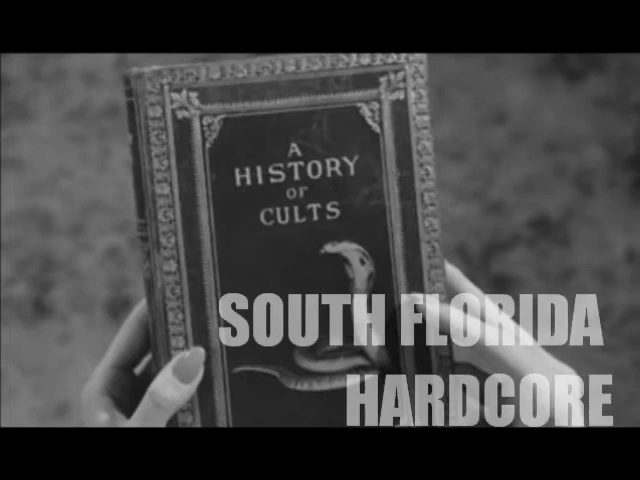 A
HISTORY
OF
CULTS
SOUTH FLORIDA
HARDCORE